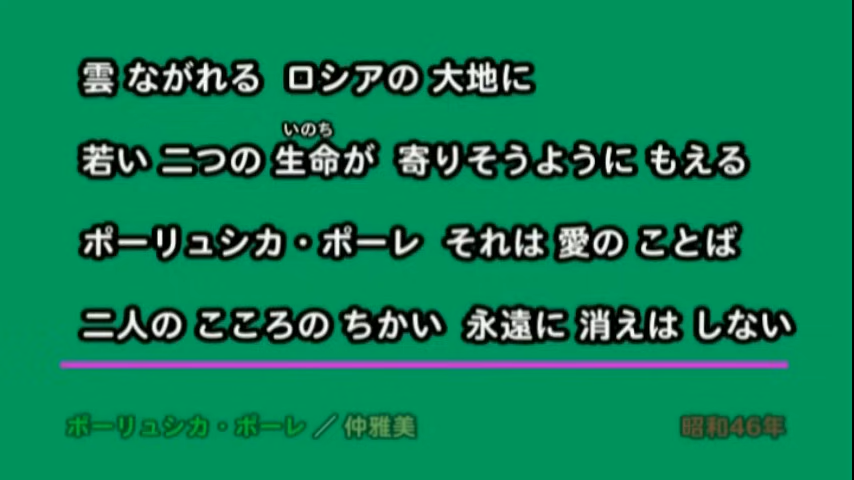 雲 ながれる ロシアの 大地に
若い 二つの 生命が 寄りそうように もえる
いのち
ポーリュシカ・ポーレ それは 愛の ことば
二人の こころの ちかい 永遠に 消えは しない
ポーリュシカ・ポーレ／仲雅美
昭和46年